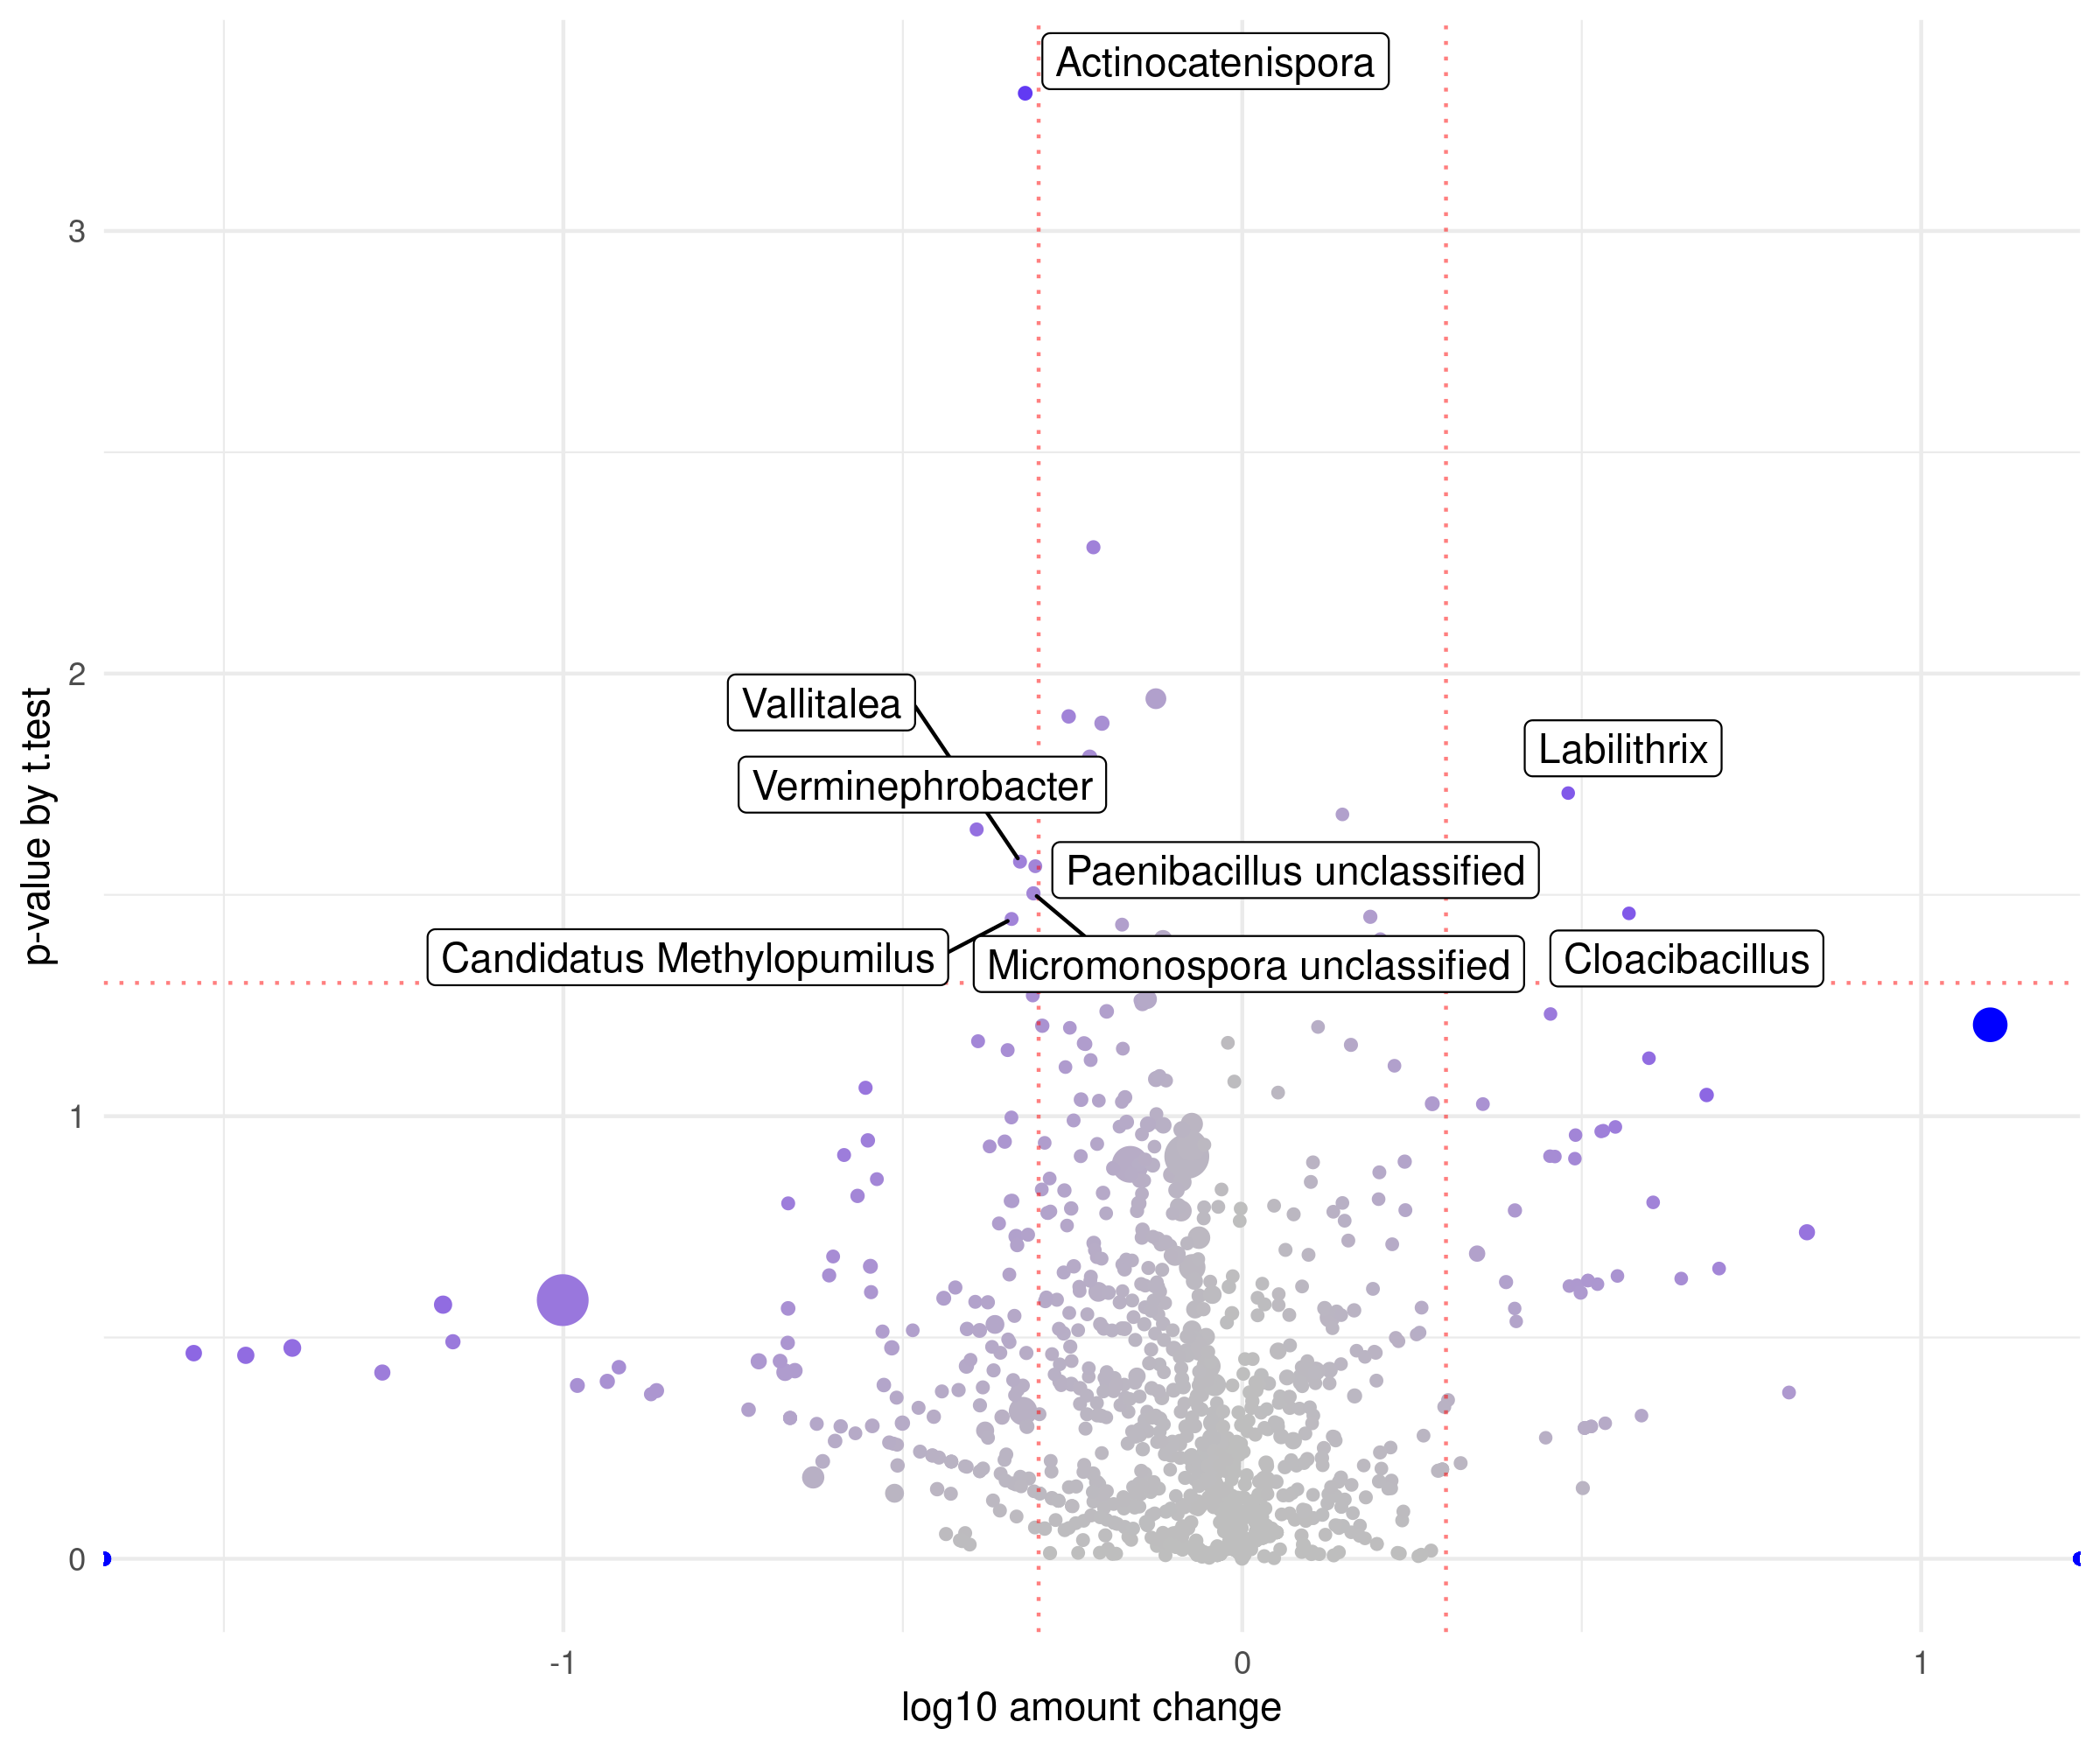 Actinocatenispora
3
2
Vallitalea
Labilithrix
Verminephrobacter
Paenibacillus unclassified
Candidatus Methylopumilus
Micromonospora unclassified
Cloacibacillus
1
0
p-value by t.test
-1
0
1
log10 amount change